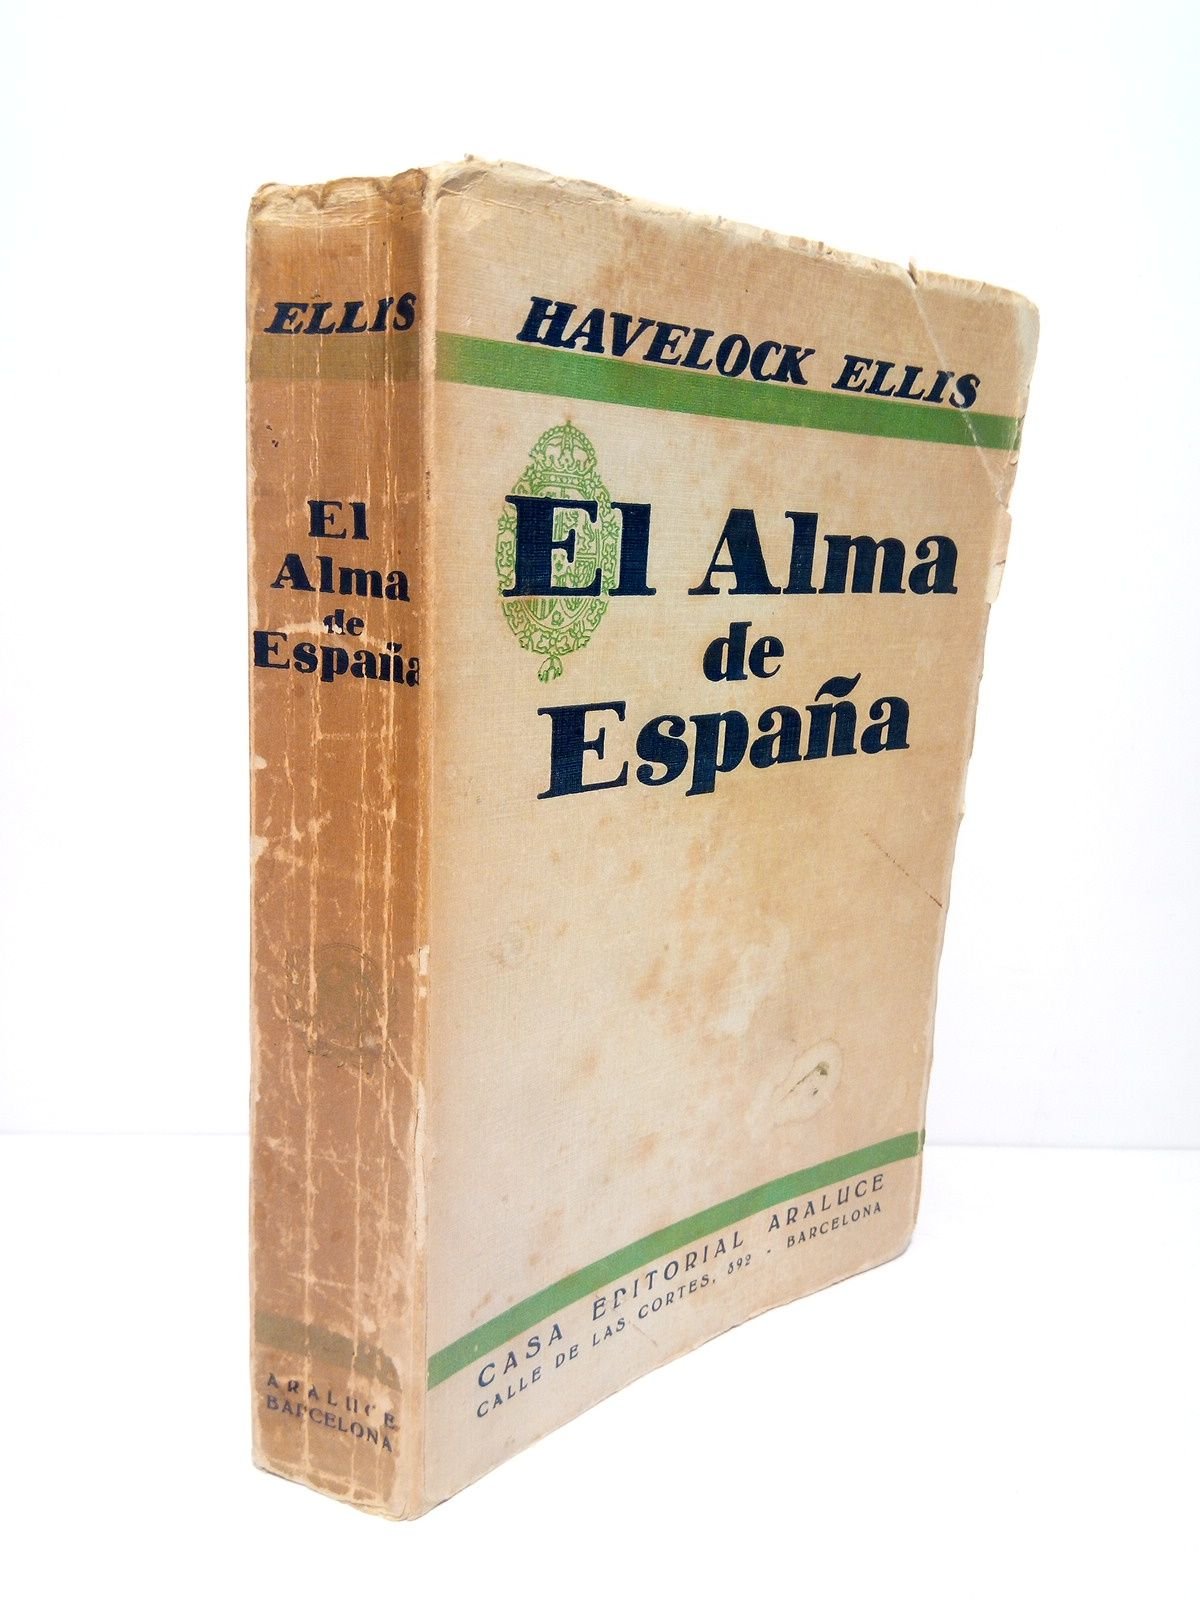 ELLIS
El
Alma
de
España
ARALUCE
BARCELONA
HAVELOCK ELLIS
El Alma
de
España
CASA EDITORIAL ARALUCE
CALLE DE LAS CORTES, 392 - BARCELONA